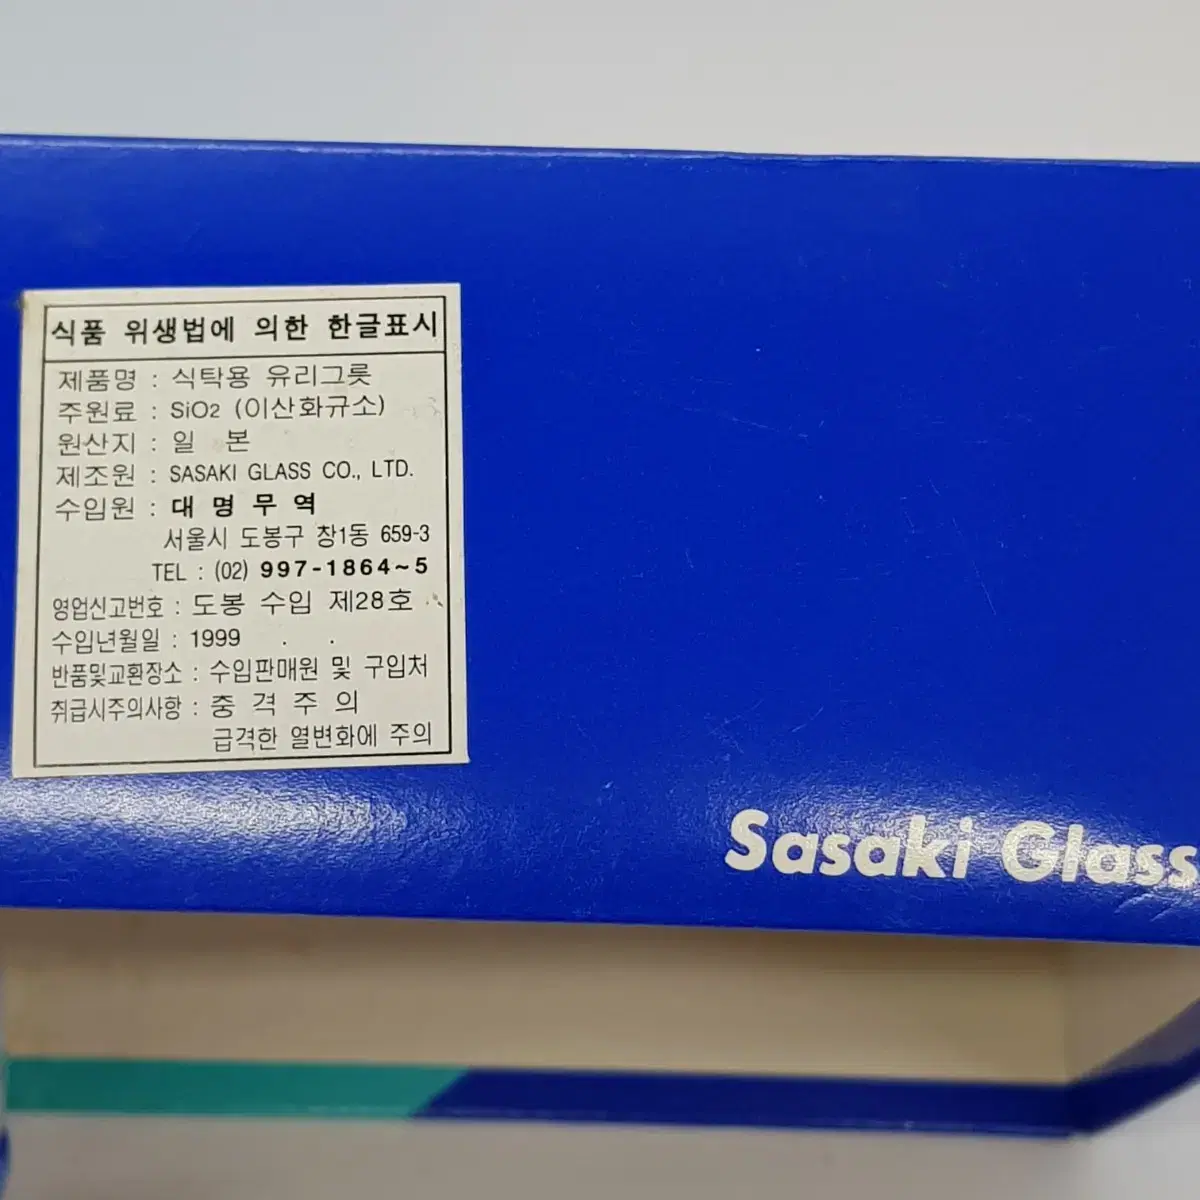 식품 위생법에 의한 한글표시
제품명 : 식탁용 유리그릇
주원료 : SiO2 (이산화규소)
원산지 : 일 본
제조원 : SASAKI GLASS CO., LTD.
수입원 : 대 명 무 역
서울시 도봉구 창1동 659-3
TEL : (02) 997-1864~5
영업신고번호 : 도봉 수입 제28호
수입년월일 : 1999 . .
반품및교환장소 : 수입판매원 및 구입처
취급시주의사항 : 충 격 주 의
급격한 열변화에 주의
Sasaki Glass